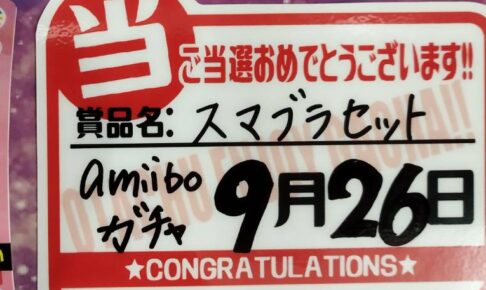 当
ご当選おめでとうございます!!
賞品名: スマブラセット
amiibo
ガチャ
9月26日
★CONGRATULATIONS★